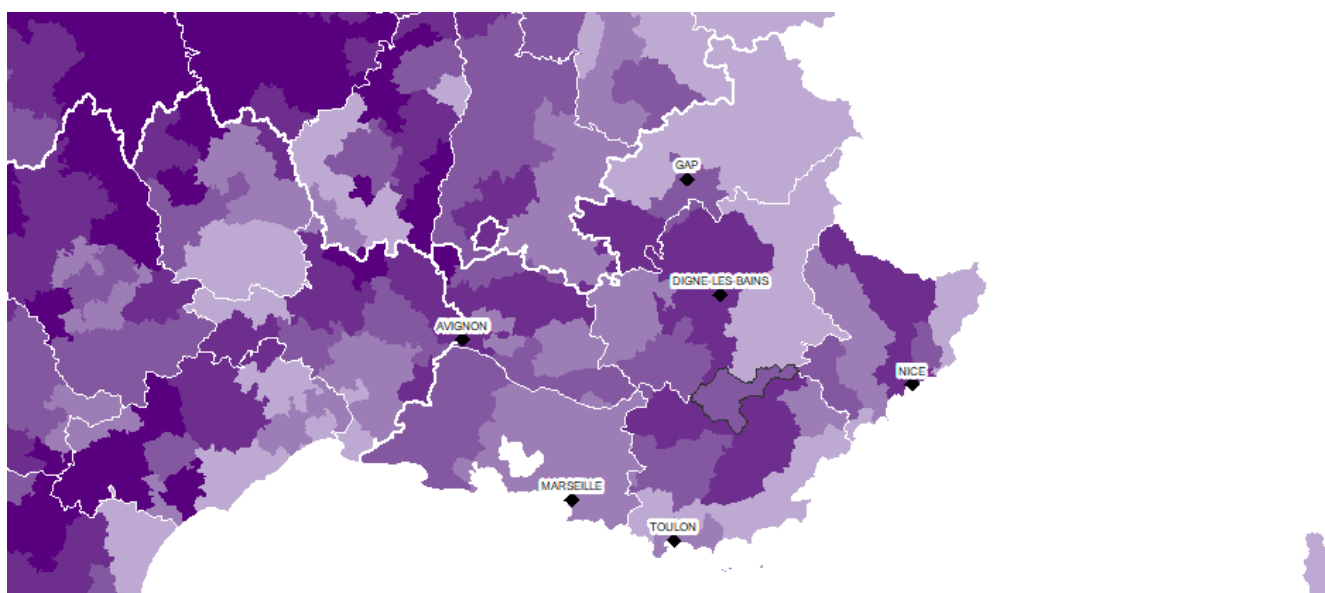 GAP
DIGNE-LES-BAINS
AVIGNON
NICE
MARSEILLE
TOULON